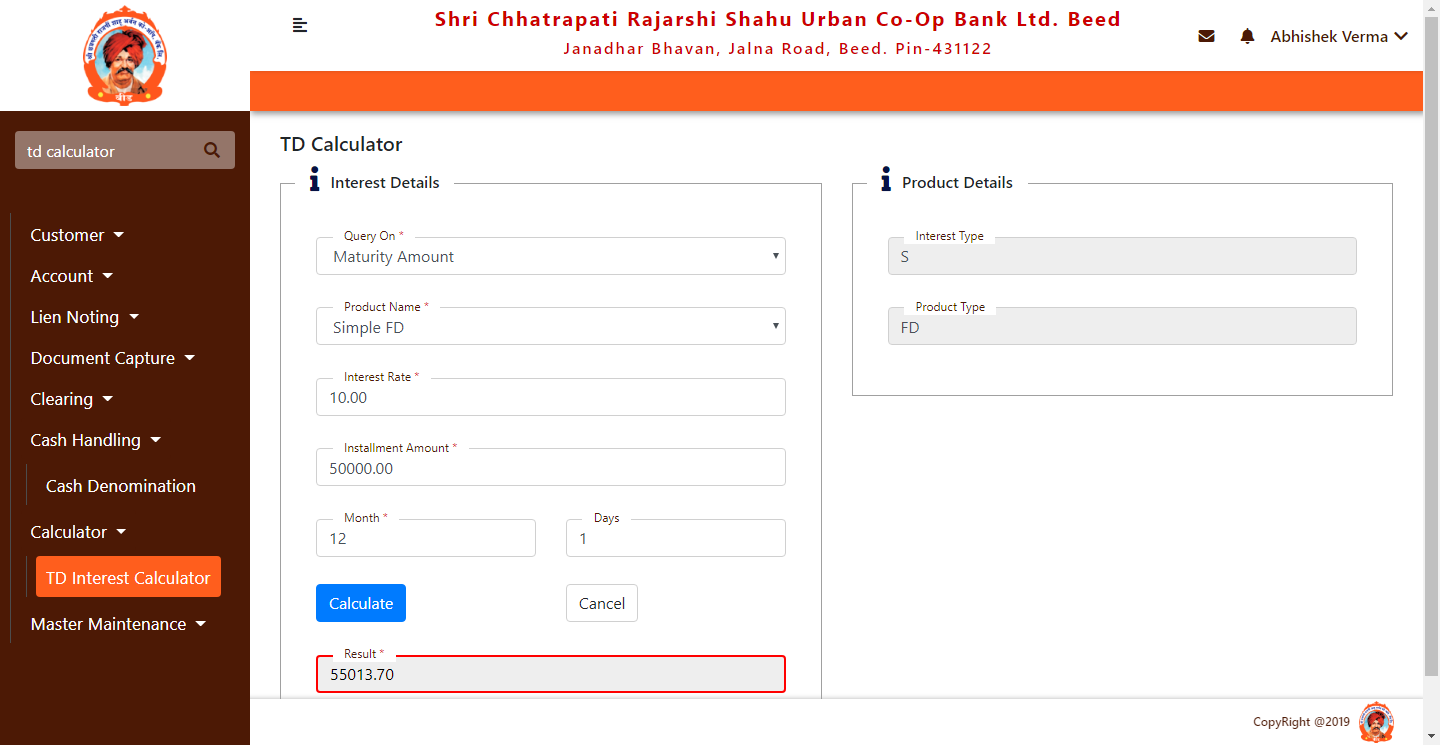 Shri Chhatrapati Rajarshi Shahu Urban Co-Op Bank Ltd. Beed
Janadhar Bhavan, Jalna Road, Beed. Pin-431122
Abhishek Verma
बीड
td calculator
Customer
Account
Lien Noting
Document Capture
Clearing
Cash Handling
Cash Denomination
Calculator
TD Interest Calculator
Master Maintenance
TD Calculator
Interest Details
Query On *
Maturity Amount
Product Name *
Simple FD
Interest Rate *
10.00
Installment Amount *
50000.00
Month *
12
Days
1
Calculate
Cancel
Result *
55013.70
Product Details
Interest Type
S
Product Type
FD
CopyRight @2019